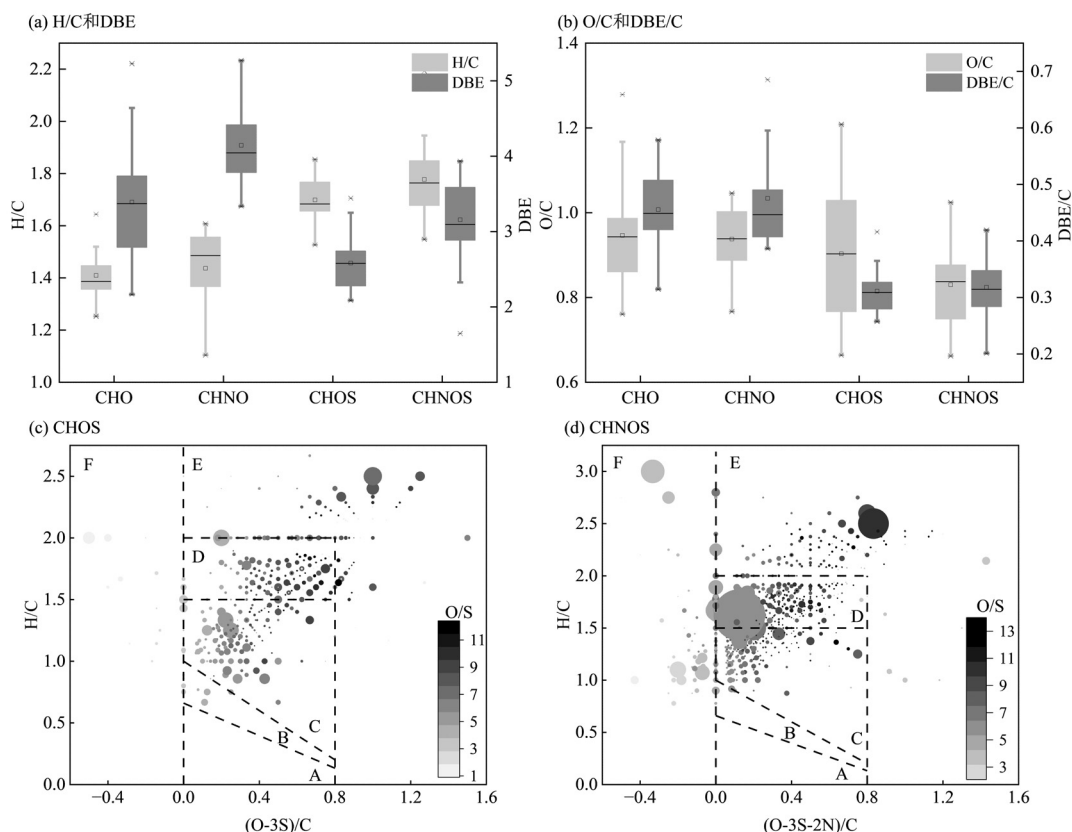 (a) H/C和DBE
2.2
2.0
1.8
1.6
1.4
1.2
1.0
H/C
H/C
DBE
5
4
3
2
1
DBE
CHO
CHNO
CHOS
CHNOS
(b) O/C和DBE/C
1.4
1.2
1.0
0.8
0.6
O/C
O/C
DBE/C
0.7
0.6
0.5
0.4
0.3
0.2
DBE/C
CHO
CHNO
CHOS
CHNOS
(c) CHOS
F
E
D
C
B
A
2.5
2.0
1.5
1.0
0.5
0.0
H/C
O/S
11
9
7
5
3
1
−0.4
0.0
0.4
0.8
1.2
1.6
(O-3S)/C
(d) CHNOS
F
E
D
C
B
A
3.0
2.5
2.0
1.5
1.0
0.5
0.0
H/C
O/S
13
11
9
7
5
3
−0.4
0.0
0.4
0.8
1.2
1.6
(O-3S-2N)/C